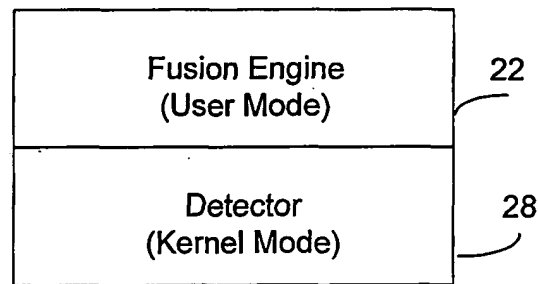 Fusion Engine
(User Mode)
22
Detector
(Kernel Mode)
28